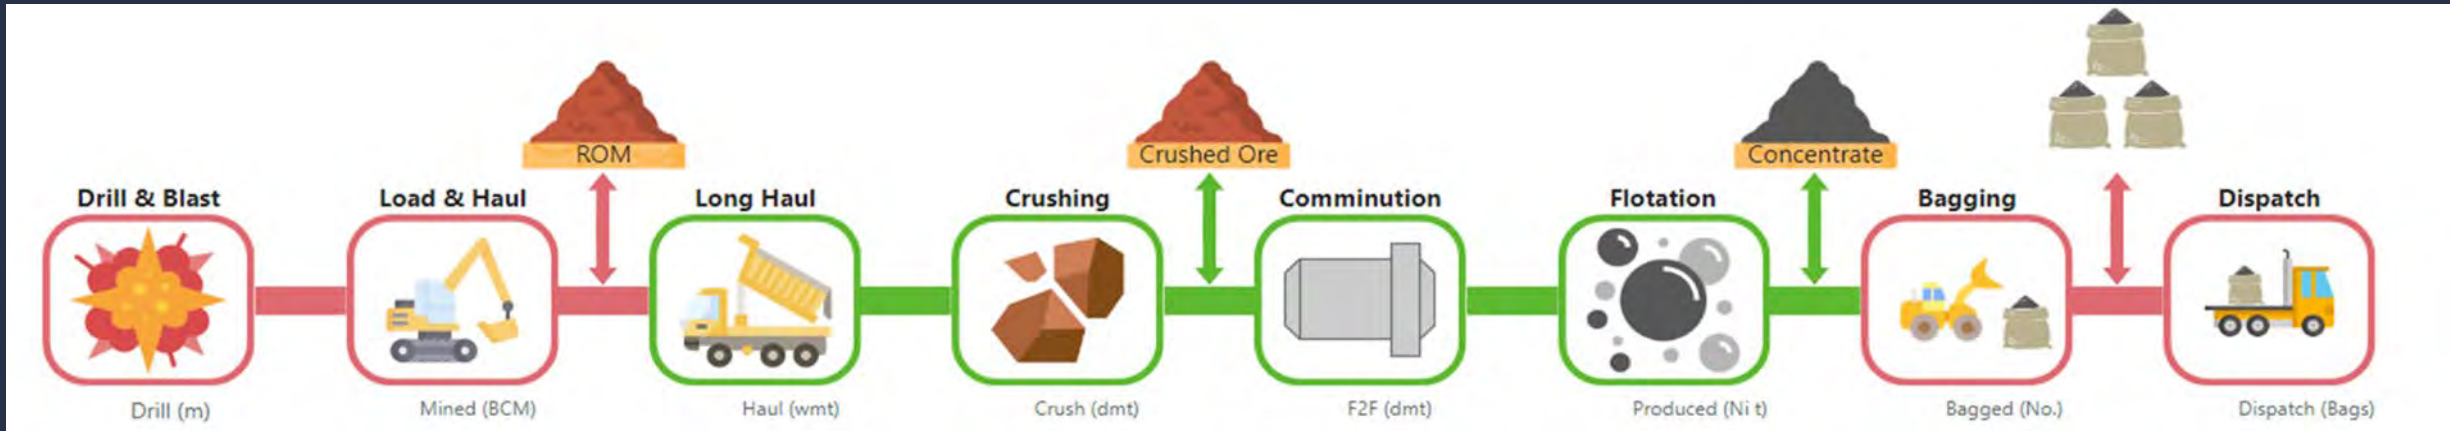 ROM
Crushed Ore
Concentrate
Drill & Blast
Load & Haul
Long Haul
Crushing
Comminution
Flotation
Bagging
Dispatch
Drill (m)
Mined (BCM)
Haul (wmt)
Crush (dmt)
F2F (dmt)
Produced (Ni t)
Bagged (No.)
Dispatch (Bags)